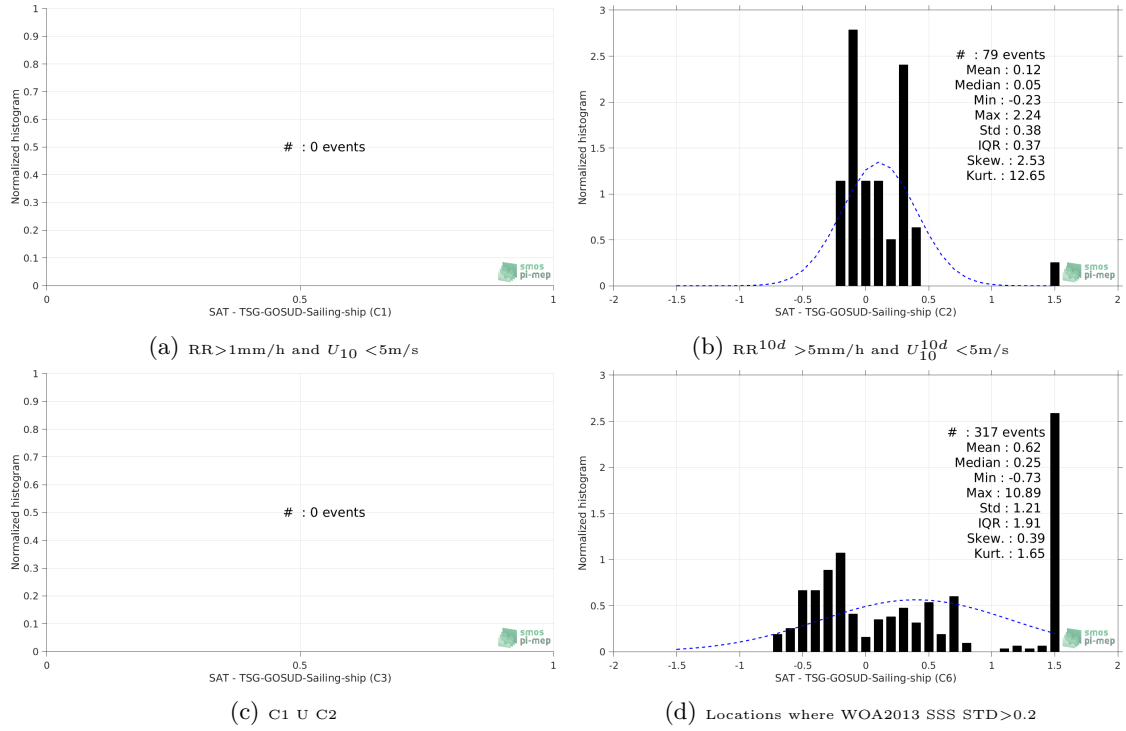 1
0.9
0.8
0.7
0.6
0.5
0.4
0.3
0.2
0.1
0
Normalized histogram
# : 0 events
smos
pi-mep
0 0.5 1
SAT - TSG-GOSUD-Sailing-ship (C1)
(a) RR>1mm/h and U10 <5m/s
3
2.5
2
1.5
1
0.5
0
Normalized histogram
# : 79 events
Mean : 0.12
Median : 0.05
Min : -0.23
Max : 2.24
Std : 0.38
IQR : 0.37
Skew. : 2.53
Kurt. : 12.65
smos
pi-mep
-2 -1.5 -1 -0.5 0 0.5 1 1.5 2
SAT - TSG-GOSUD-Sailing-ship (C2)
(b) RR^10d >5mm/h and U10^10d <5m/s
1
0.9
0.8
0.7
0.6
0.5
0.4
0.3
0.2
0.1
0
Normalized histogram
# : 0 events
smos
pi-mep
0 0.5 1
SAT - TSG-GOSUD-Sailing-ship (C3)
(c) C1 U C2
3
2.5
2
1.5
1
0.5
0
Normalized histogram
# : 317 events
Mean : 0.62
Median : 0.25
Min : -0.73
Max : 10.89
Std : 1.21
IQR : 1.91
Skew. : 0.39
Kurt. : 1.65
smos
pi-mep
-2 -1.5 -1 -0.5 0 0.5 1 1.5 2
SAT - TSG-GOSUD-Sailing-ship (C6)
(d) Locations where WOA2013 SSS STD>0.2